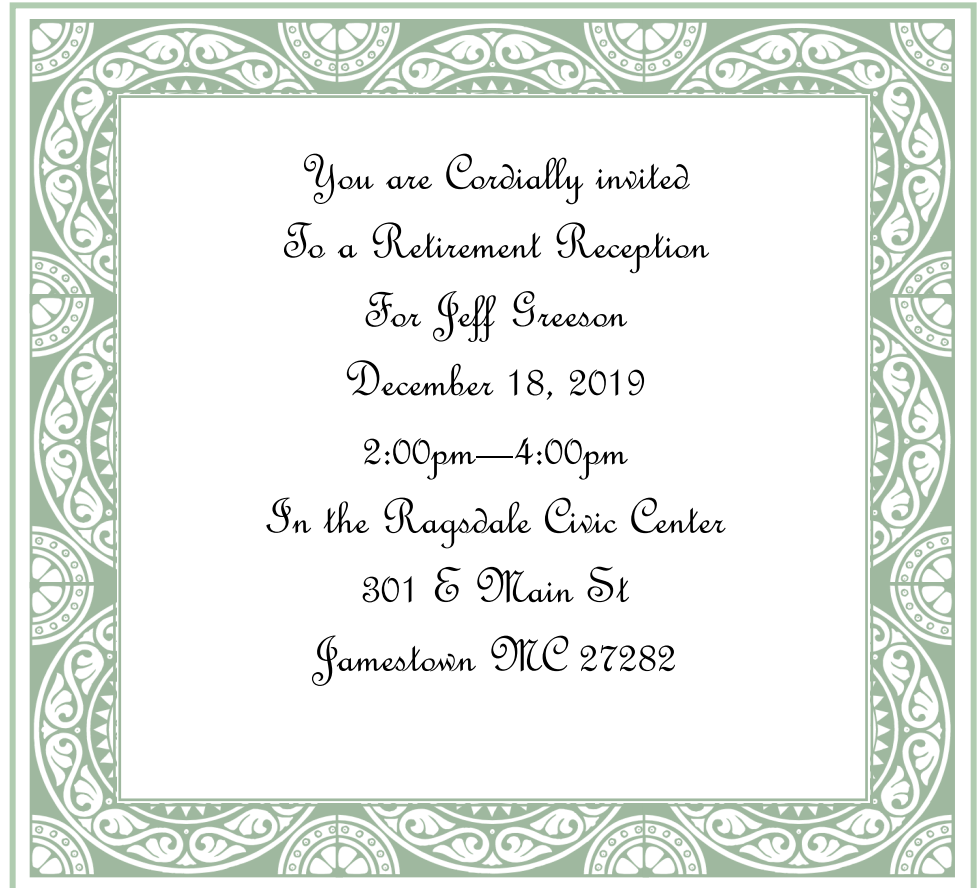 You are Cordially invited
To a Retirement Reception
For Jeff Greeson
December 18, 2019
2:00pm—4:00pm
In the Ragsdale Civic Center
301 E Main St
Jamestown NC 27282